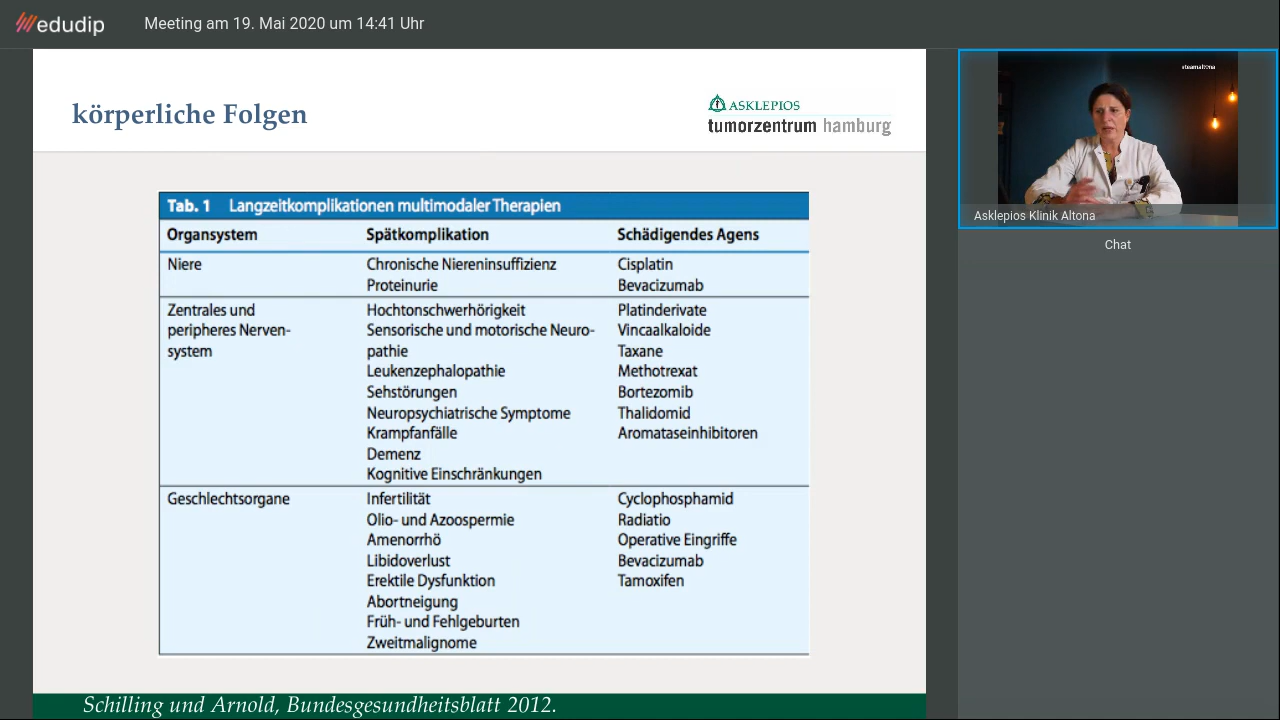 edudip
Meeting am 19. Mai 2020 um 14:41 Uhr
körperliche Folgen
ASKLEPIOS
tumorzentrum hamburg
Tab. 1 Langzeitkomplikationen multimodaler Therapien
Organsystem Spätkomplikation Schädigendes Agens
Niere Chronische Niereninsuffizienz Cisplatin
Proteinurie Bevacizumab
Zentrales und Hochtonschwerhörigkeit Platinderivate
peripheres Nerven- Sensorische und motorische Neuro- Vincaalkaloide
system pathie Taxane
Leukenzephalopathie Methotrexat
Sehstörungen Bortezomib
Neuropsychiatrische Symptome Thalidomid
Krampfanfälle Aromataseinhibitoren
Demenz
Kognitive Einschränkungen
Geschlechtsorgane Infertilität Cyclophosphamid
Olio- und Azoospermie Radiatio
Amenorrhö Operative Eingriffe
Libidoverlust Bevacizumab
Erektile Dysfunktion Tamoxifen
Abortneigung
Früh- und Fehlgeburten
Zweitmalignome
Schilling und Arnold, Bundesgesundheitsblatt 2012.
#teamaltona
Asklepios Klinik Altona
Chat